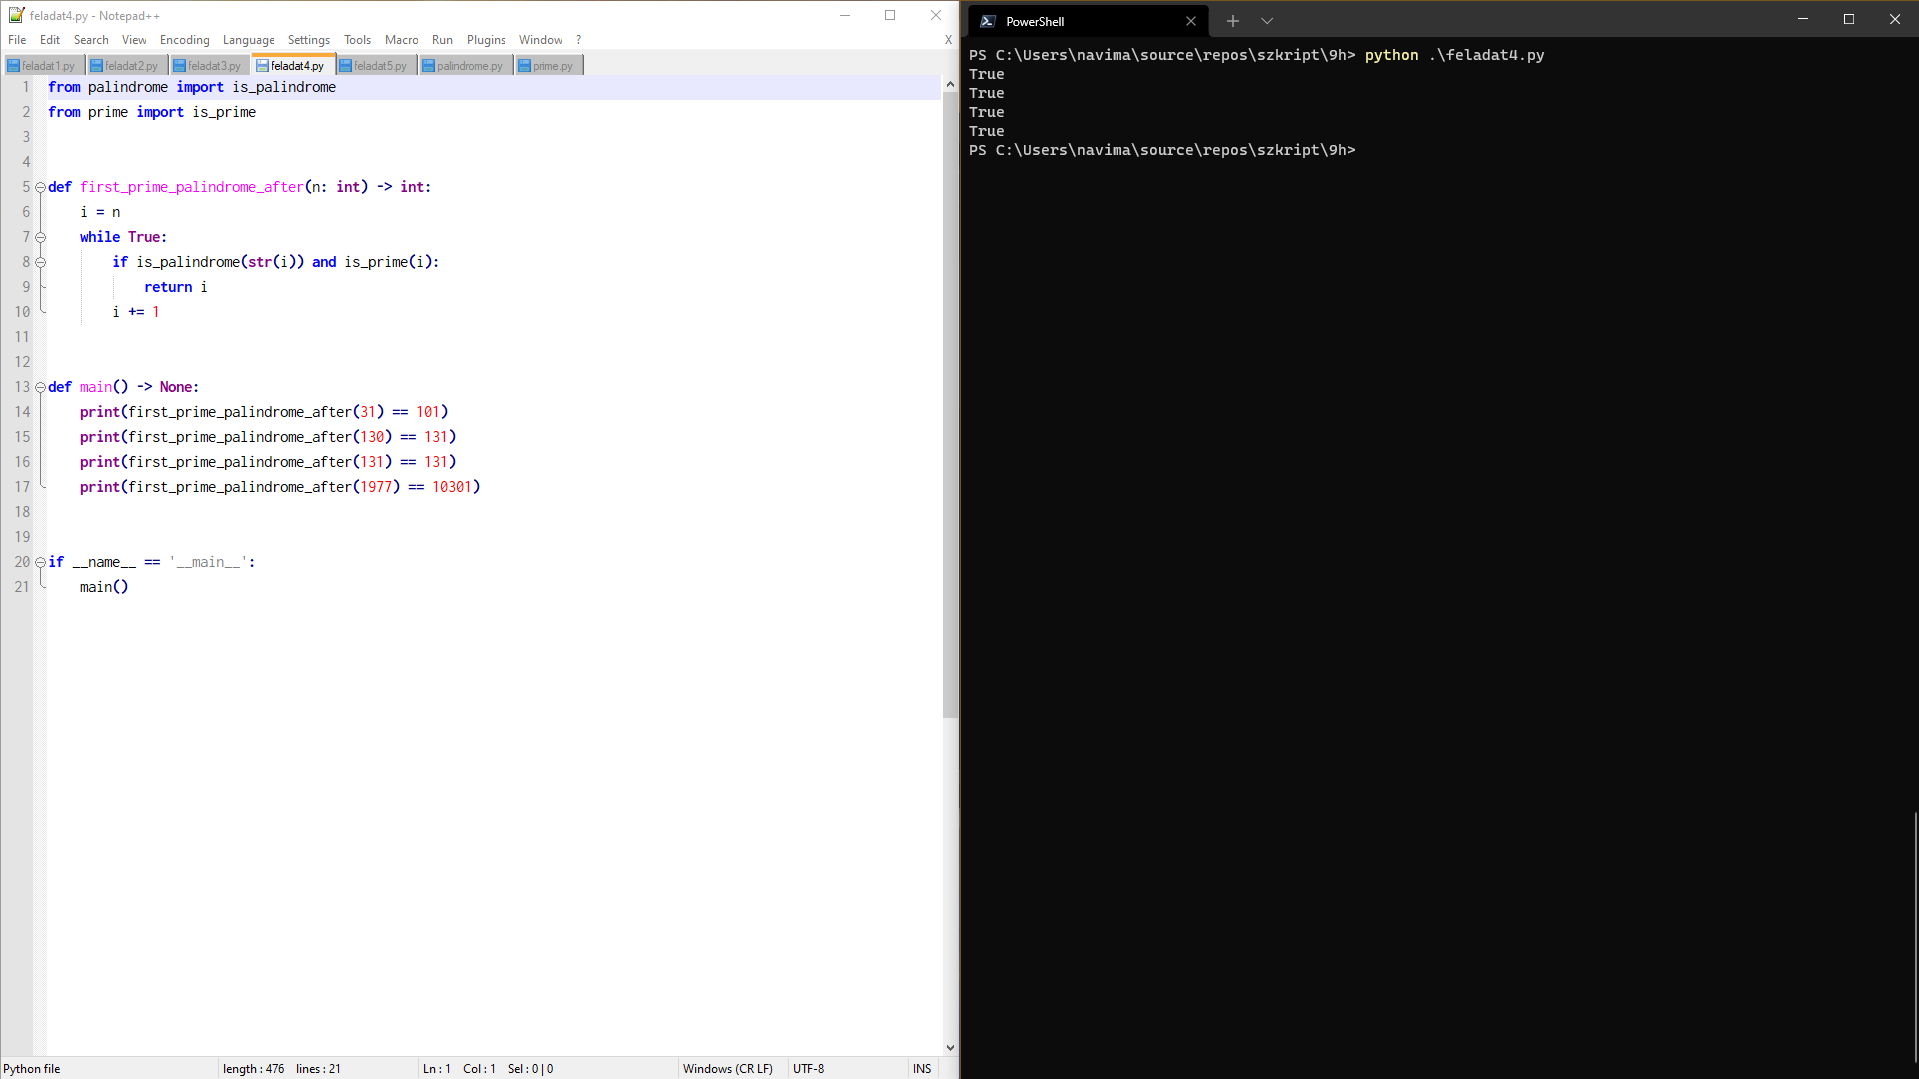 feladat4.py - Notepad++
File Edit Search View Encoding Language Settings Tools Macro Run Plugins Window ? X
feladat1.py feladat2.py feladat3.py feladat4.py feladat5.py palindrome.py prime.py
1 from palindrome import is_palindrome
2 from prime import is_prime
3
4
5 def first_prime_palindrome_after(n: int) -> int:
6     i = n
7     while True:
8         if is_palindrome(str(i)) and is_prime(i):
9             return i
10         i += 1
11
12
13 def main() -> None:
14     print(first_prime_palindrome_after(31) == 101)
15     print(first_prime_palindrome_after(130) == 131)
16     print(first_prime_palindrome_after(131) == 131)
17     print(first_prime_palindrome_after(1977) == 10301)
18
19
20 if __name__ == '__main__':
21     main()
Python file length : 476 lines : 21 Ln : 1 Col : 1 Sel : 0 | 0 Windows (CR LF) UTF-8 INS
PowerShell
PS C:\Users\navima\source\repos\szkript\9h> python .\feladat4.py
True
True
True
True
PS C:\Users\navima\source\repos\szkript\9h>